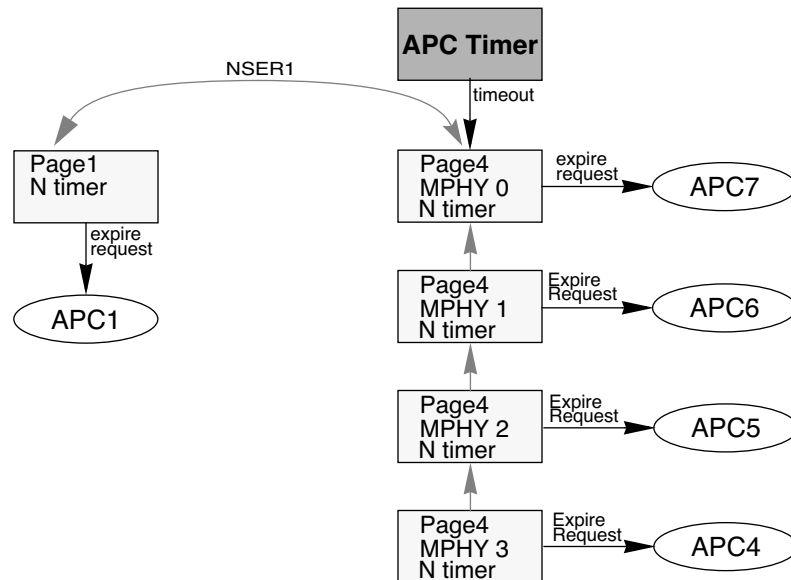 APC Timer
NSER1
timeout
Page1
N timer
expire
request
APC1
Page4
MPHY 0
N timer
expire
request
APC7
Page4
MPHY 1
N timer
Expire
Request
APC6
Page4
MPHY 2
N timer
Expire
Request
APC5
Page4
MPHY 3
N timer
Expire
Request
APC4